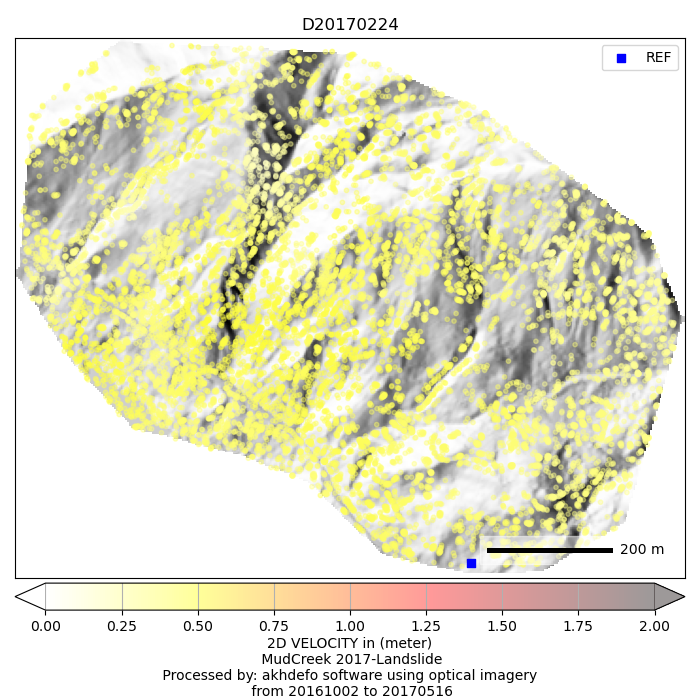 D20170224
REF
200 m
0.00 0.25 0.50 0.75 1.00 1.25 1.50 1.75 2.00
2D VELOCITY in (meter)
MudCreek 2017-Landslide
Processed by: akhdefo software using optical imagery
from 20161002 to 20170516